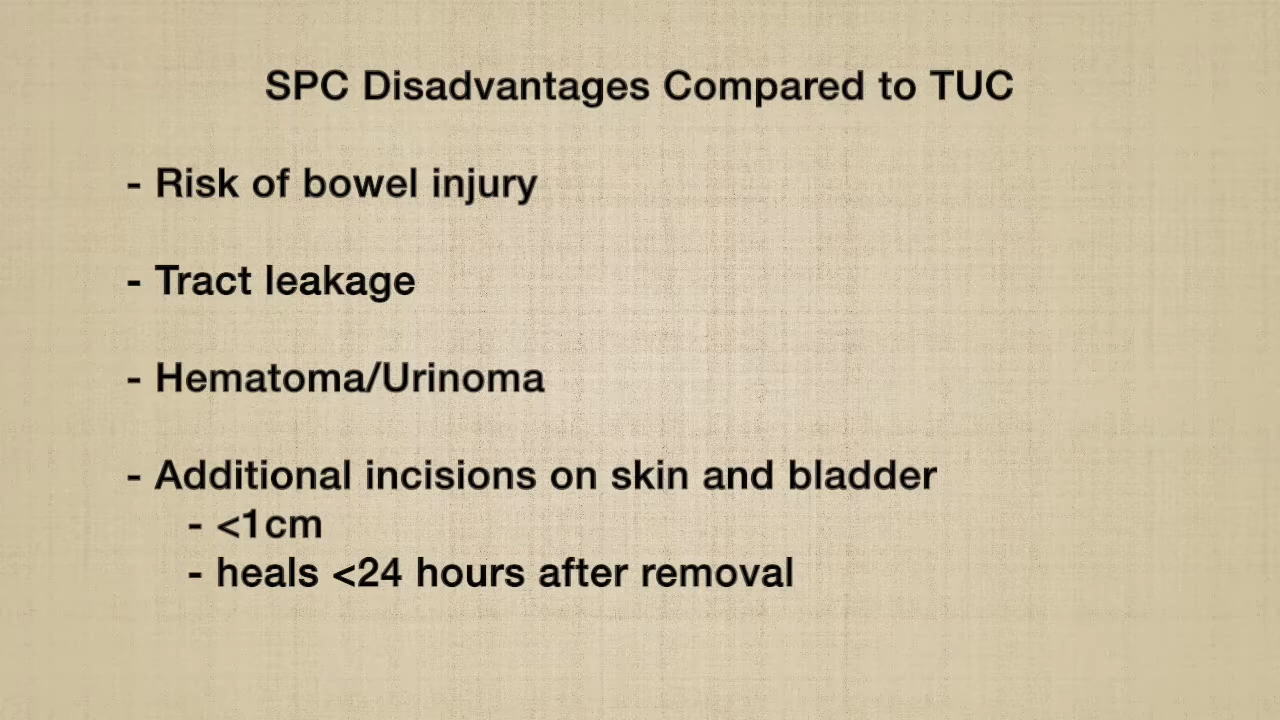 SPC Disadvantages Compared to TUC
- Risk of bowel injury
- Tract leakage
- Hematoma/Urinoma
- Additional incisions on skin and bladder
- <1cm
- heals <24 hours after removal